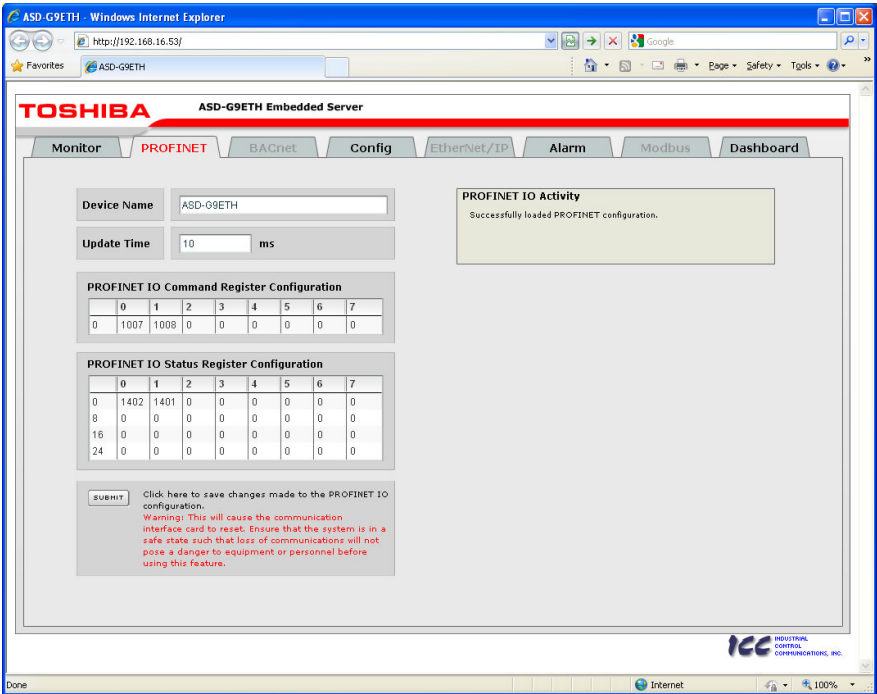 ASD-G9ETH - Windows Internet Explorer
http://192.168.16.53/
Google
Favorites ASD-G9ETH Page Safety Tools
TOSHIBA ASD-G9ETH Embedded Server
Monitor PROFINET BACnet Config EtherNet/IP Alarm Modbus Dashboard
Device Name ASD-G9ETH
Update Time 10 ms
PROFINET IO Activity
Successfully loaded PROFINET configuration.
PROFINET IO Command Register Configuration
0 1 2 3 4 5 6 7
0 1007 1008 0 0 0 0 0 0
PROFINET IO Status Register Configuration
0 1 2 3 4 5 6 7
0 1402 1401 0 0 0 0 0 0
8 0 0 0 0 0 0 0 0
16 0 0 0 0 0 0 0 0
24 0 0 0 0 0 0 0 0
SUBMIT
Click here to save changes made to the PROFINET IO
configuration.
Warning: This will cause the communication
interface card to reset. Ensure that the system is in a
safe state such that loss of communications will not
pose a danger to equipment or personnel before
using this feature.
ICC INDUSTRIAL
CONTROL
COMMUNICATIONS, INC.
Done Internet 100%